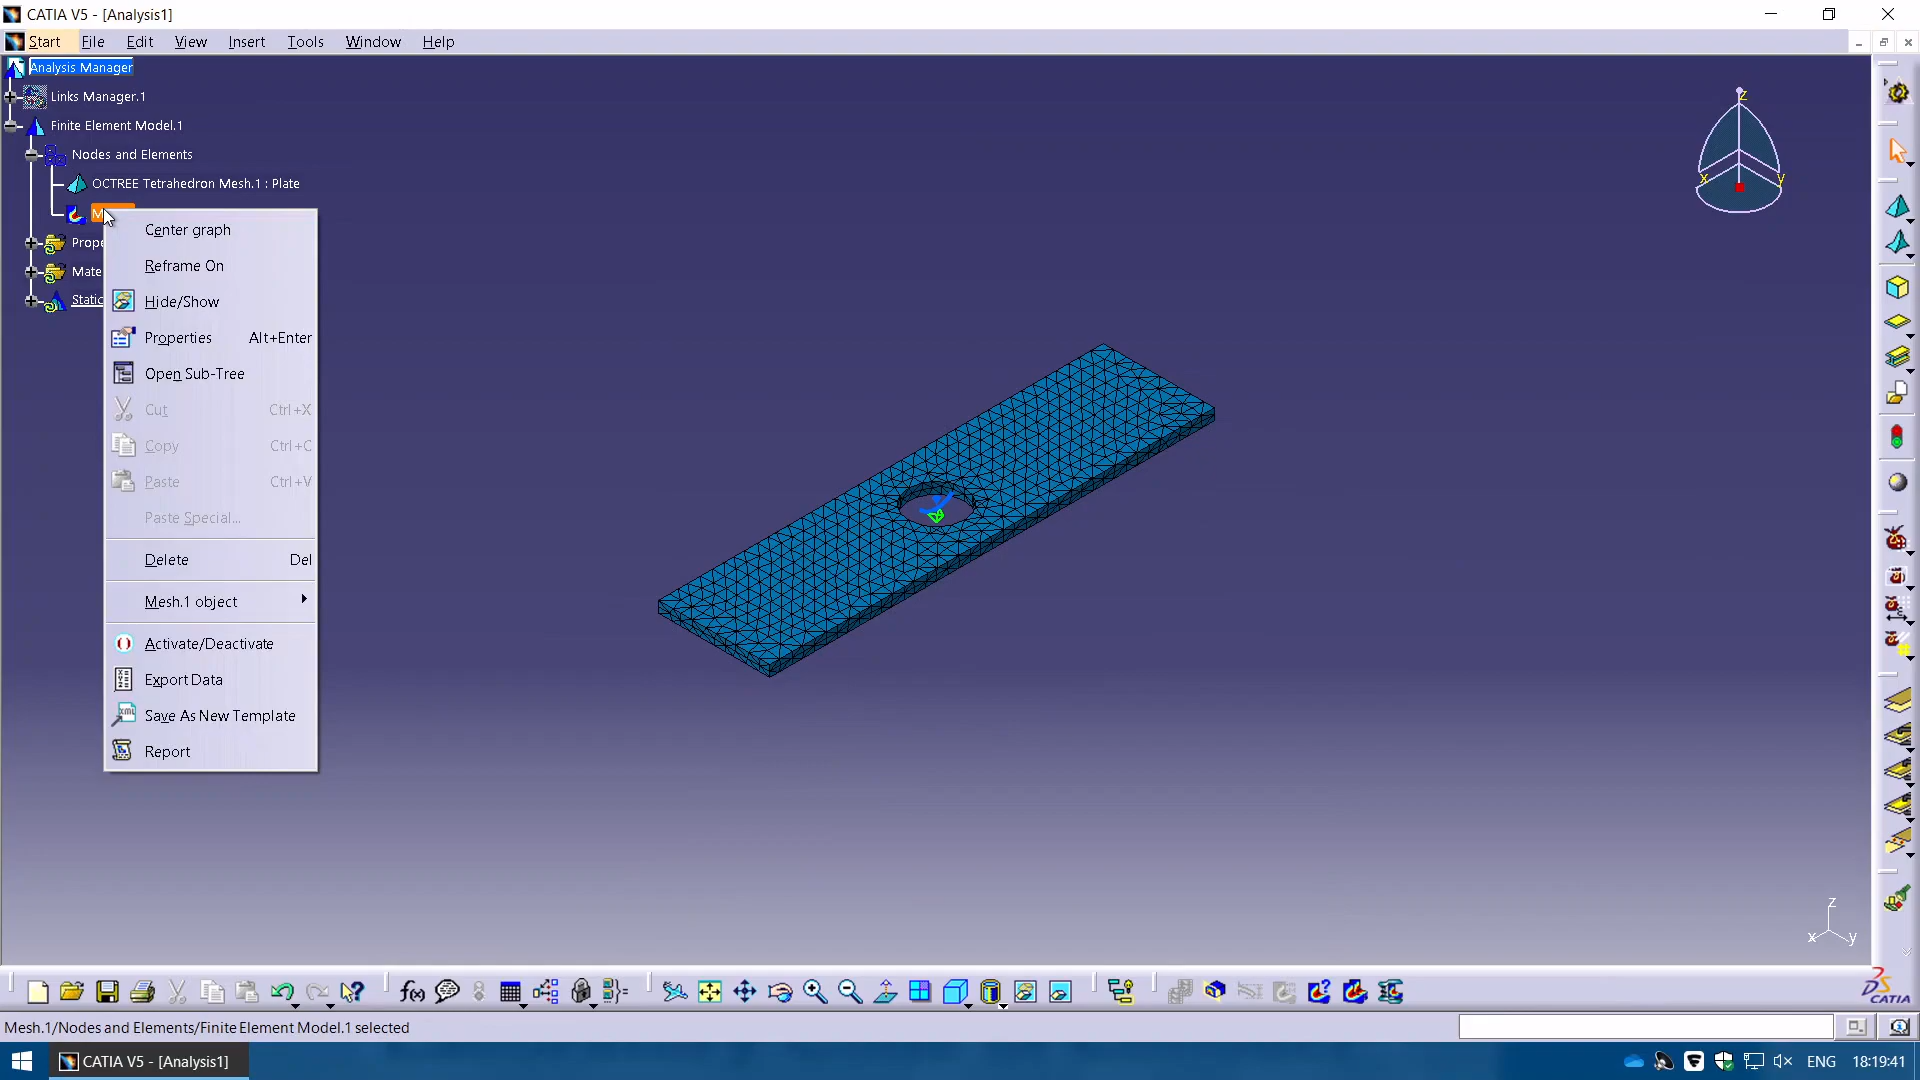 CATIA V5 - [Analysis1]
Start File Edit View Insert Tools Window Help
Analysis Manager
Links Manager.1
Finite Element Model.1
Nodes and Elements
OCTREE Tetrahedron Mesh.1 : Plate
M
Prope
Mate
Static
Center graph
Reframe On
Hide/Show
Properties Alt+Enter
Open Sub-Tree
Cut Ctrl+X
Copy Ctrl+C
Paste Ctrl+V
Paste Special...
Delete Del
Mesh.1 object
Activate/Deactivate
Export Data
Save As New Template
Report
z
x
y
z
x
y
f(x)
CATIA
Mesh.1/Nodes and Elements/Finite Element Model.1 selected
CATIA V5 - [Analysis1]
ENG 18:19:41